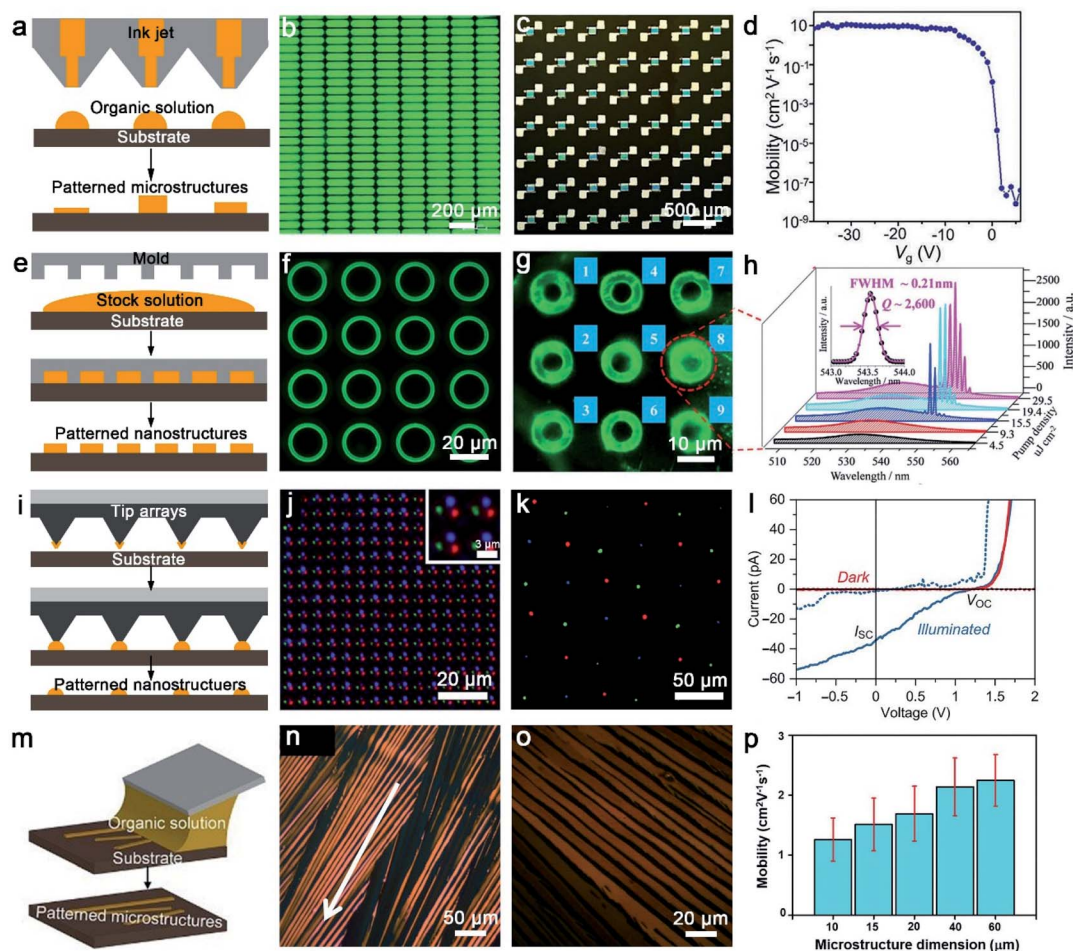 a
Ink jet
Organic solution
Substrate
Patterned microstructures
b
200 µm
c
500 µm
d
Mobility (cm² V⁻¹ s⁻¹)
10
10⁻¹
10⁻³
10⁻⁵
10⁻⁷
10⁻⁹
-30 -20 -10 0
Vg (V)
e
Mold
Stock solution
Substrate
Patterned nanostructures
f
20 µm
g
1 4 7
2 5 8
3 6 9
10 µm
h
FWHM ~ 0.21nm
Q ~ 2,600
Intensity / a.u.
543.0 543.5 544.0
Wavelength / nm
2500
2000
1500
1000
500
0
Intensity / a.u.
29.5
19.4
15.5
9.3
4.5
Pump density
uJ cm⁻²
510 520 530 540 550 560
Wavelength / nm
i
Tip arrays
Substrate
Patterned nanostructuers
j
3 µm
20 µm
k
50 µm
l
Current (pA)
60
40
20
0
−20
−40
−60
Dark
VOC
ISC
Illuminated
−1 −0.5 0 0.5 1 1.5 2
Voltage (V)
m
Organic solution
Substrate
Patterned microstructures
n
50 µm
o
20 µm
p
Mobility (cm²V⁻¹s⁻¹)
3
2
1
0
10 15 20 40 60
Microstructure dimension (µm)